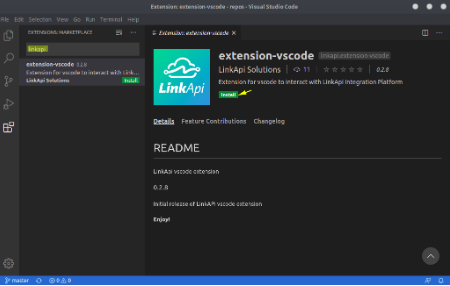 Extension: extension-vscode - repos - Visual Studio Code
File Edit Selection View Go Run Terminal Help
EXTENSIONS: MARKETPLACE
linkapi
extension-vscode 0.2.8
Extension for vscode to interact with Link...
LinkApi Solutions Install
Extension: extension-vscode
LinkApi
extension-vscode linkapi.extension-vscode
LinkApi Solutions 11 0.2.8
Extension for vscode to interact with LinkApi Integration Platform
Install
Details Feature Contributions Changelog
README
LinkApi vscode extension
0.2.8
Initial release of LinkAPI vscode extension
Enjoy!
master 0 0